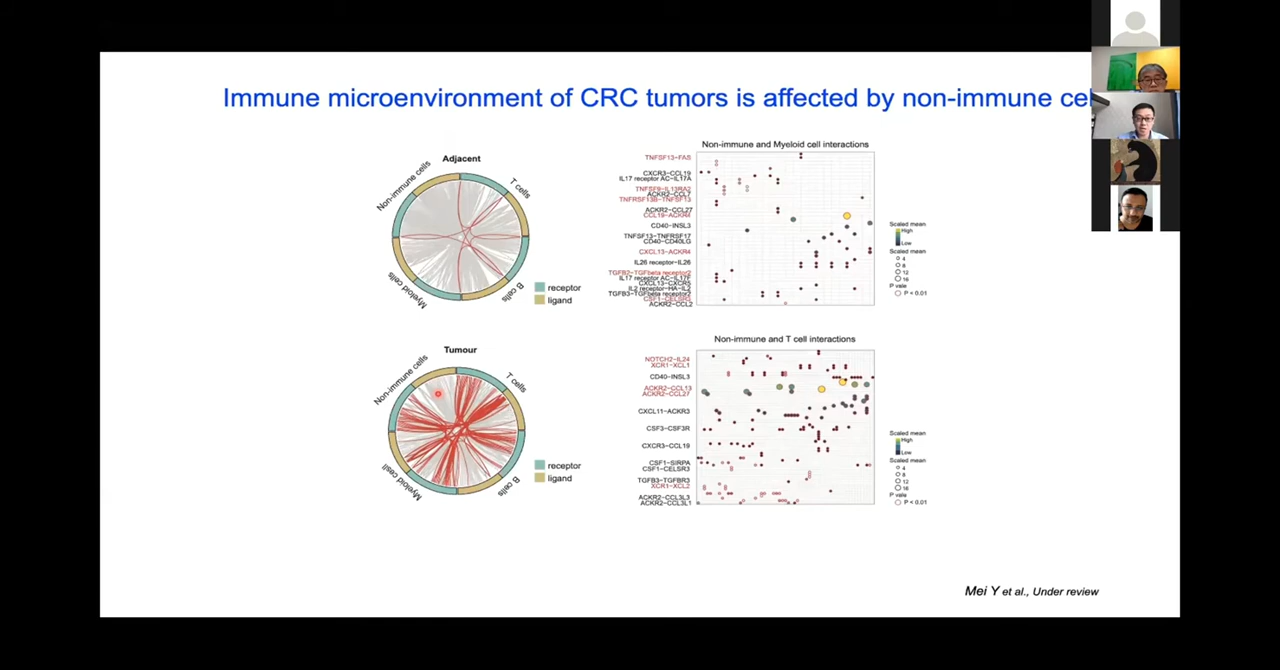 Immune microenvironment of CRC tumors is affected by non-immune cel
Adjacent
Non-immune cells
T cells
Myeloid cells
B cells
receptor
ligand
Non-immune and Myeloid cell interactions
TNFSF13-FAS
CXCR3-CCL19
IL17 receptor AC-IL17A
TNFSF9-IL13RA2
ACKR2-CCL7
TNFRSF13B-TNFSF13
ACKR2-CCL27
CCL19-ACKR4
CD40-INSL3
TNFSF13-TNFRSF17
CD40-CD40LG
CXCL13-ACKR4
IL26 receptor-IL26
TGFB2-TGFbeta receptor2
IL17 receptor AC-IL17F
CXCL13-CXCR5
IL2 receptor-HA-IL2
TGFB3-TGFbeta receptor2
CSF1-CELSR3
ACKR2-CCL2
Scaled mean
High
Low
Scaled mean
4
8
12
16
P vale
P < 0.01
Tumour
Non-immune cells
T cells
Myeloid cesll
B cells
receptor
ligand
Non-immune and T cell interactions
NOTCH2-IL24
XCR1-XCL1
CD40-INSL3
ACKR2-CCL13
ACKR2-CCL27
CXCL11-ACKR3
CSF3-CSF3R
CXCR3-CCL19
CSF1-SIRPA
CSF1-CELSR3
TGFB3-TGFBR3
XCR1-XCL2
ACKR2-CCL3L3
ACKR2-CCL3L1
Scaled mean
High
Low
Scaled mean
4
8
12
16
P vale
P < 0.01
Mei Y et al., Under review